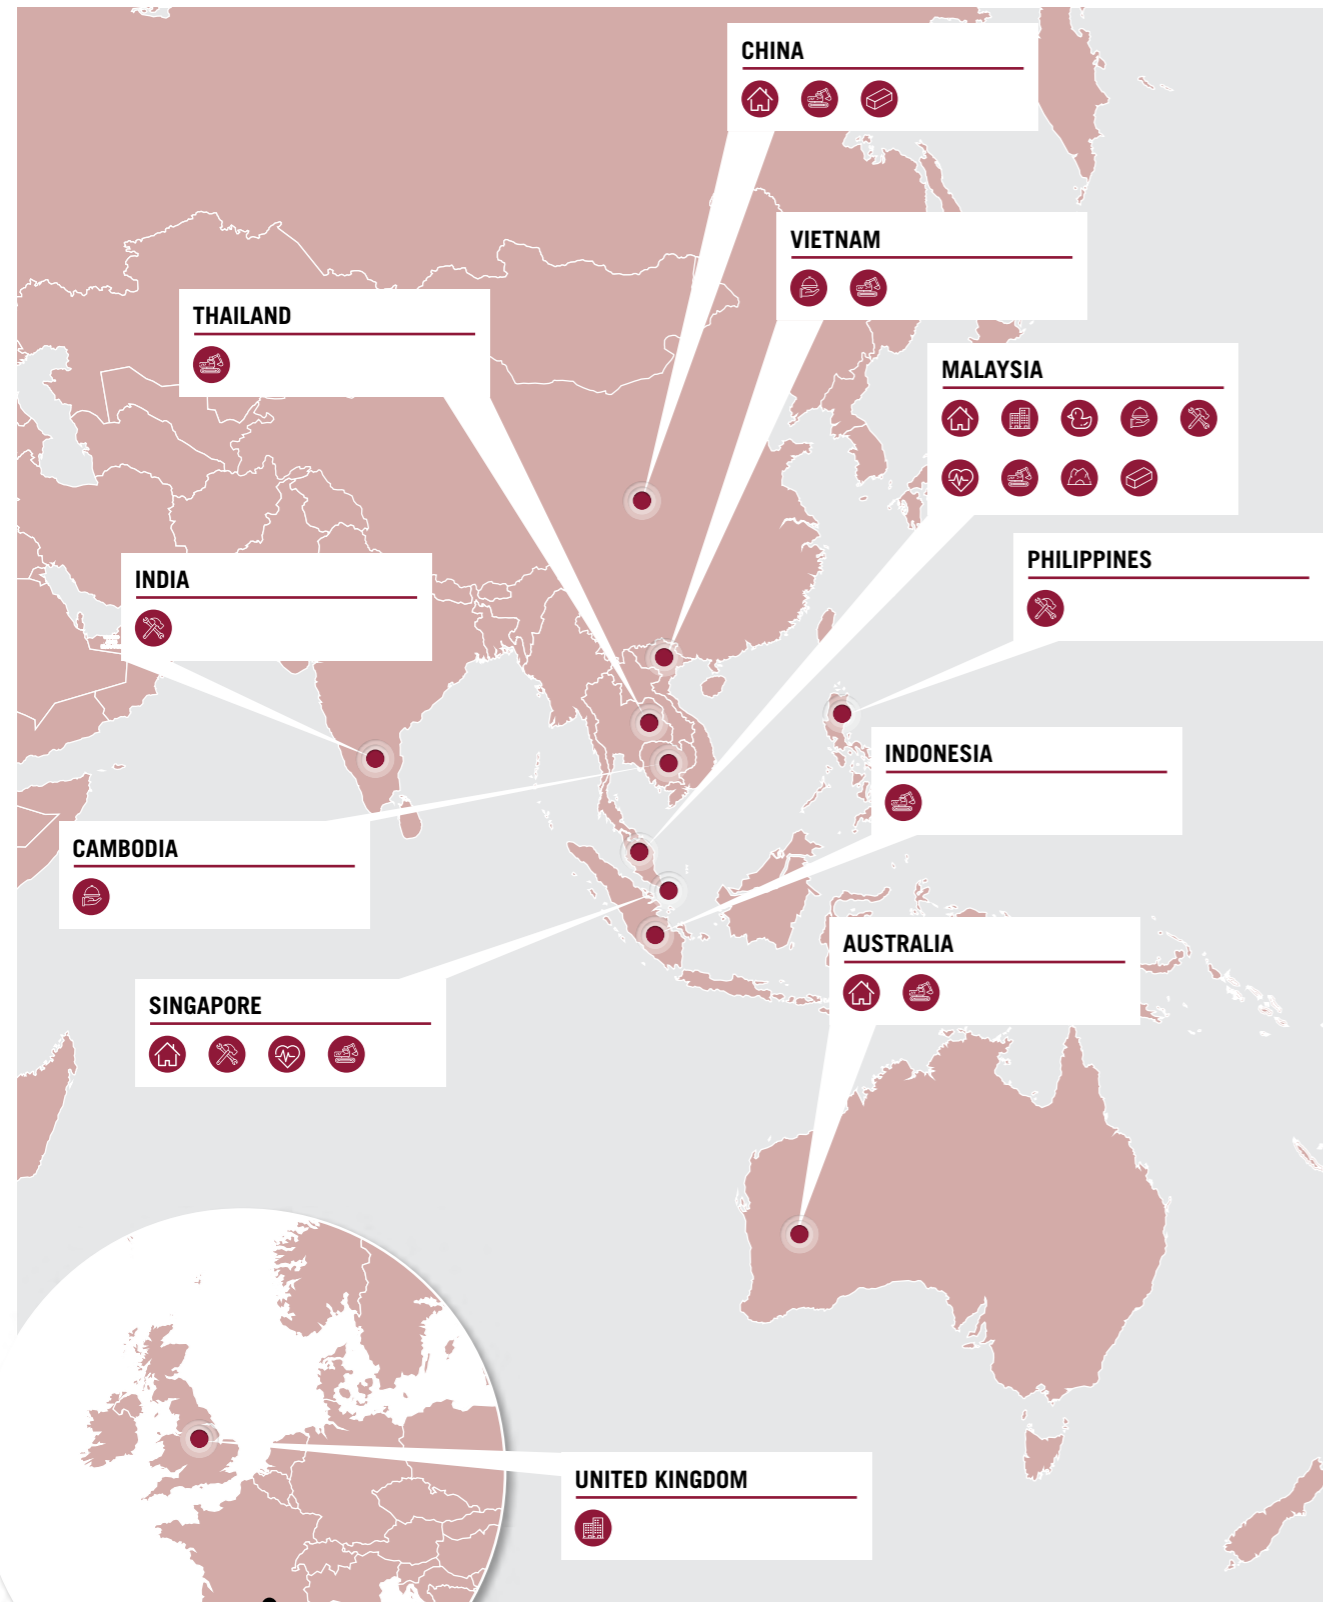 CHINA
VIETNAM
THAILAND
MALAYSIA
PHILIPPINES
INDIA
INDONESIA
CAMBODIA
AUSTRALIA
SINGAPORE
UNITED KINGDOM